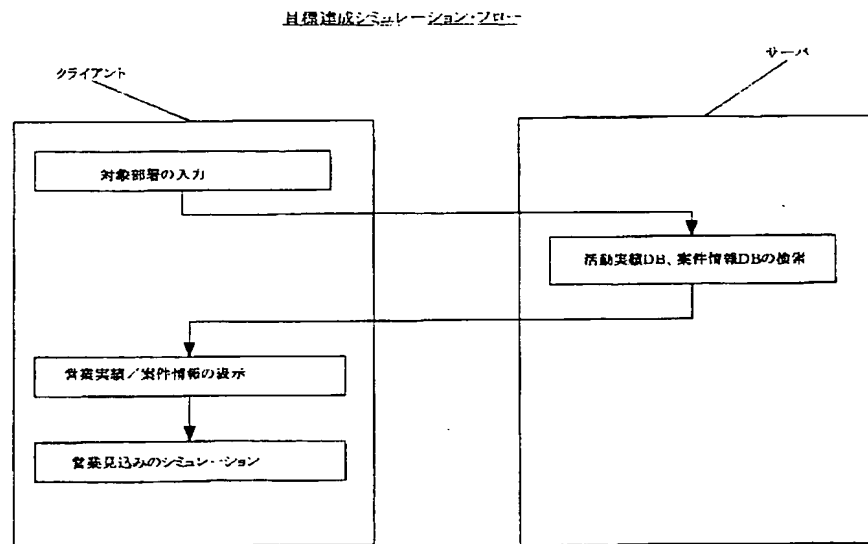 目標達成シミュレーション・フロー
クライアント
サーバ
対象部署の入力
活動実績DB、案件情報DBの検索
営業実績／案件情報の表示
営業見込みのシミュレーション